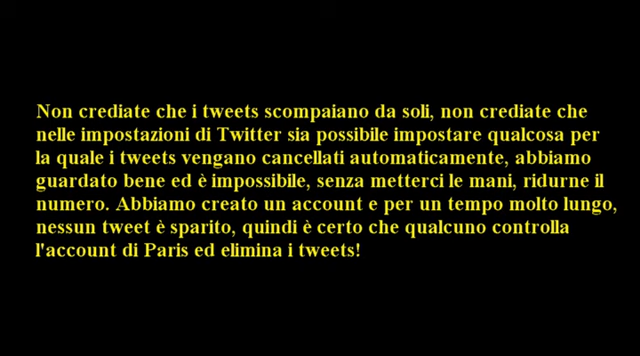 Non crediate che i tweets scompaiano da soli, non crediate che
nelle impostazioni di Twitter sia possibile impostare qualcosa per
la quale i tweets vengano cancellati automaticamente, abbiamo
guardato bene ed è impossibile, senza metterci le mani, ridurne il
numero. Abbiamo creato un account e per un tempo molto lungo,
nessun tweet è sparito, quindi è certo che qualcuno controlla
l'account di Paris ed elimina i tweets!